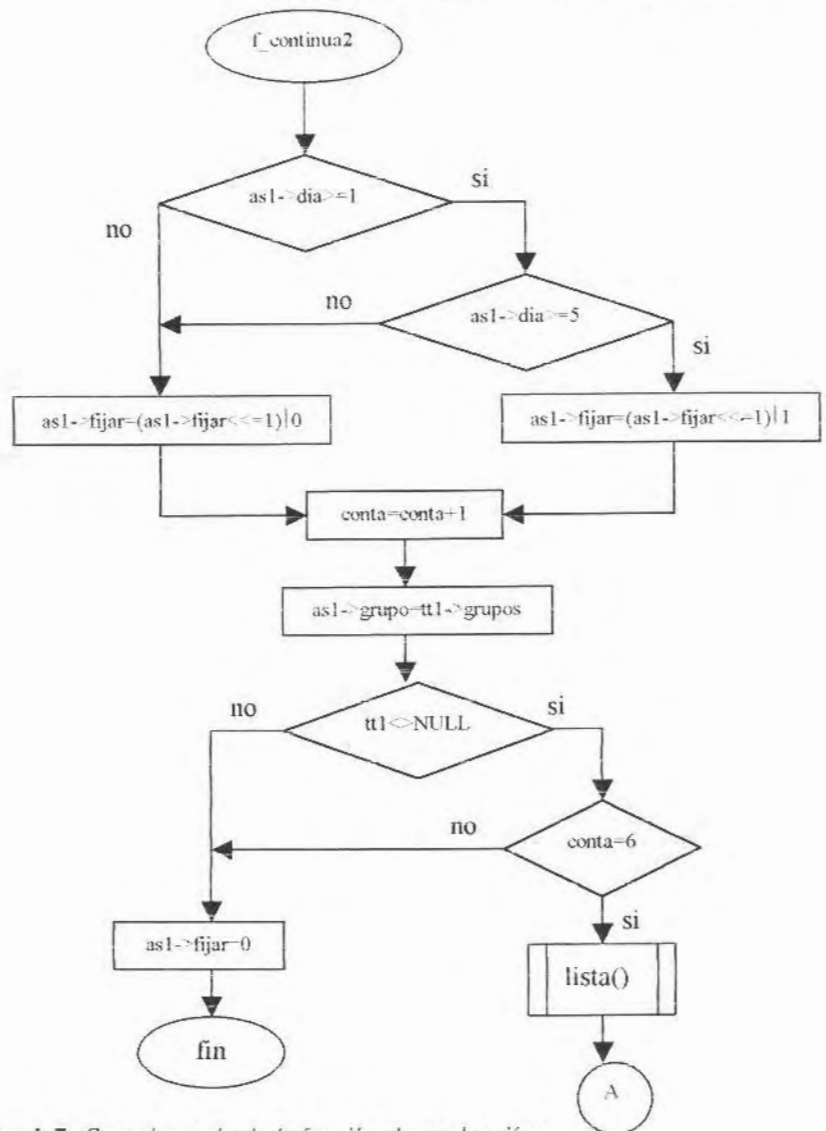 f_continua2
as1->dia>=1
si
no
no
as1->dia>=5
si
as1->fijar=(as1->fijar<<=1)|0
as1->fijar=(as1->fijar<<=1)|1
conta=conta+1
as1->grupo=tt1->grupos
no
tt1<>NULL
si
no
conta=6
si
as1->fijar=0
lista()
fin
A